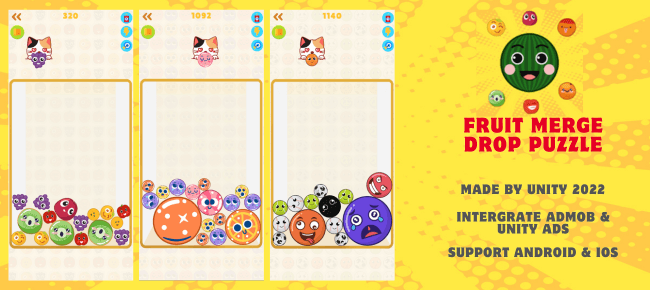 320
1092
1140
FRUIT MERGE
DROP PUZZLE
MADE BY UNITY 2022
INTERGRATE ADMOB &
UNITY ADS
SUPPORT ANDROID & IOS